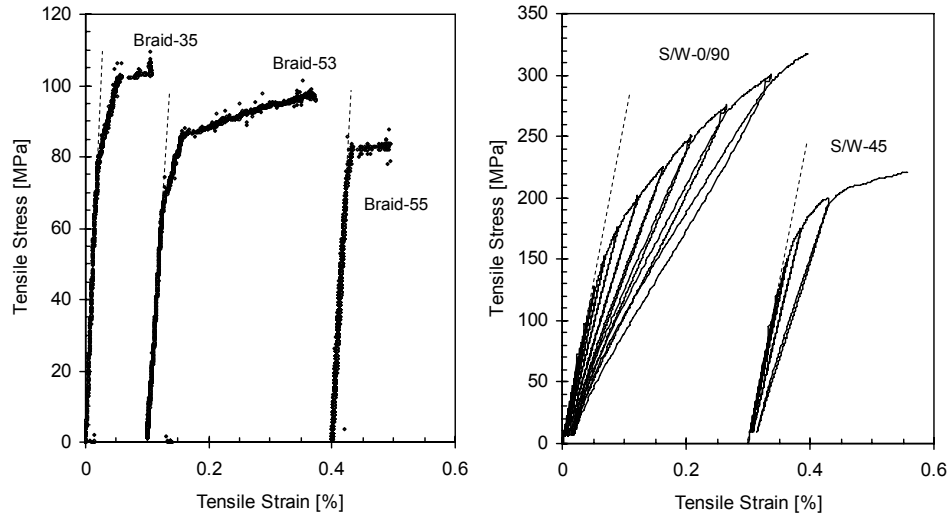 120
100
80
60
40
20
0
Tensile Stress [MPa]
Braid-35
Braid-53
Braid-55
0
0.2
0.4
0.6
Tensile Strain [%]
350
300
250
200
150
100
50
0
Tensile Stress [MPa]
S/W-0/90
S/W-45
0
0.2
0.4
0.6
Tensile Strain [%]